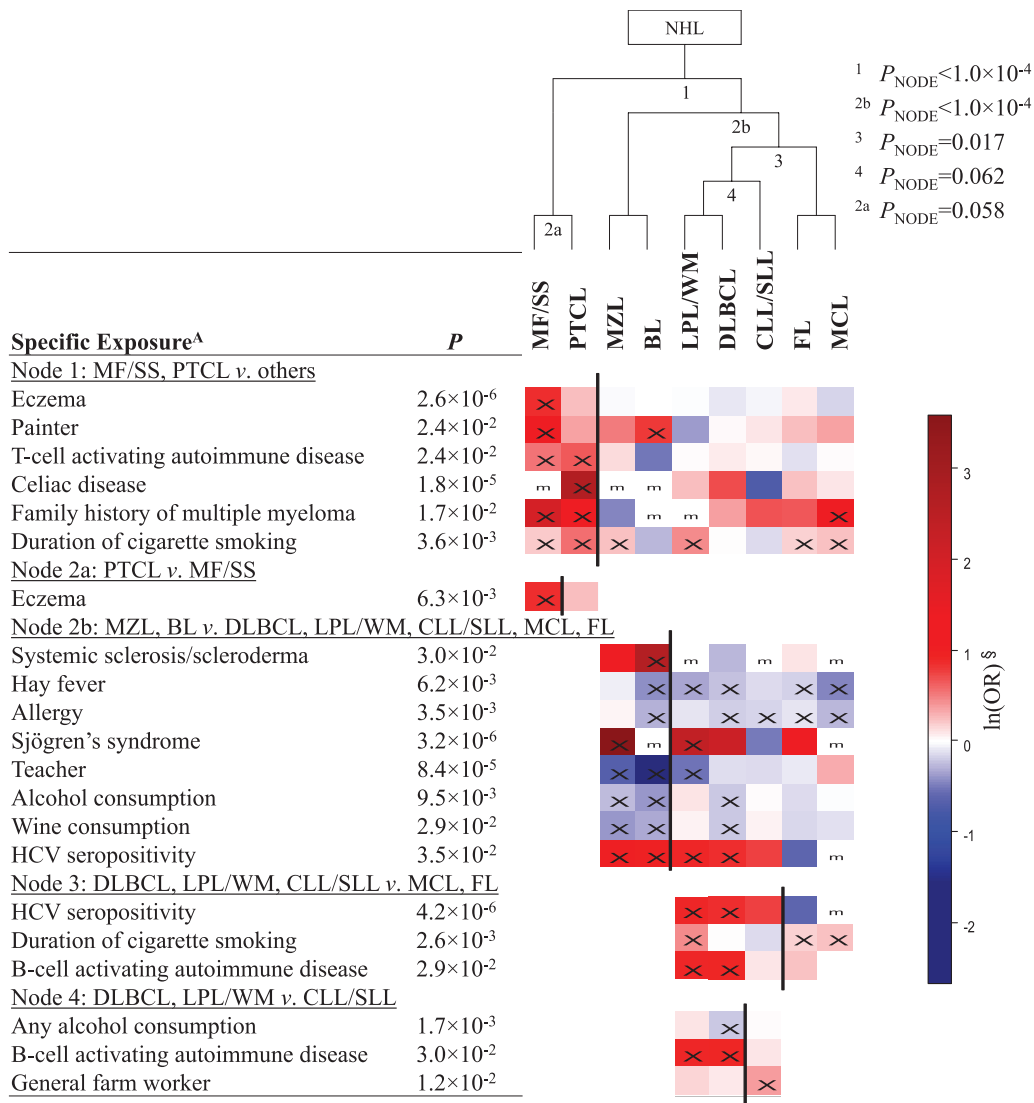 NHL
1
2b
3
4
2a
¹ P_NODE<1.0×10⁻⁴
²ᵇ P_NODE<1.0×10⁻⁴
³ P_NODE=0.017
⁴ P_NODE=0.062
²ᵃ P_NODE=0.058
Specific Exposureᴬ P MF/SS PTCL MZL BL LPL/WM DLBCL CLL/SLL FL MCL
Node 1: MF/SS, PTCL v. others
Eczema 2.6×10⁻⁶ X
Painter 2.4×10⁻² X X
T-cell activating autoimmune disease 2.4×10⁻² X X
Celiac disease 1.8×10⁻⁵ m X m m
Family history of multiple myeloma 1.7×10⁻² X X m m X
Duration of cigarette smoking 3.6×10⁻³ X X X X X X
Node 2a: PTCL v. MF/SS
Eczema 6.3×10⁻³ X
Node 2b: MZL, BL v. DLBCL, LPL/WM, CLL/SLL, MCL, FL
Systemic sclerosis/scleroderma 3.0×10⁻² X m m m
Hay fever 6.2×10⁻³ X X X X X
Allergy 3.5×10⁻³ X X X X X
Sjögren's syndrome 3.2×10⁻⁶ X m X m
Teacher 8.4×10⁻⁵ X X X
Alcohol consumption 9.5×10⁻³ X X X
Wine consumption 2.9×10⁻² X X X
HCV seropositivity 3.5×10⁻² X X X X m
Node 3: DLBCL, LPL/WM, CLL/SLL v. MCL, FL
HCV seropositivity 4.2×10⁻⁶ X X m
Duration of cigarette smoking 2.6×10⁻³ X X X
B-cell activating autoimmune disease 2.9×10⁻² X X
Node 4: DLBCL, LPL/WM v. CLL/SLL
Any alcohol consumption 1.7×10⁻³ X
B-cell activating autoimmune disease 3.0×10⁻² X X
General farm worker 1.2×10⁻² X
3
2
1
0
-1
-2
ln(OR) §